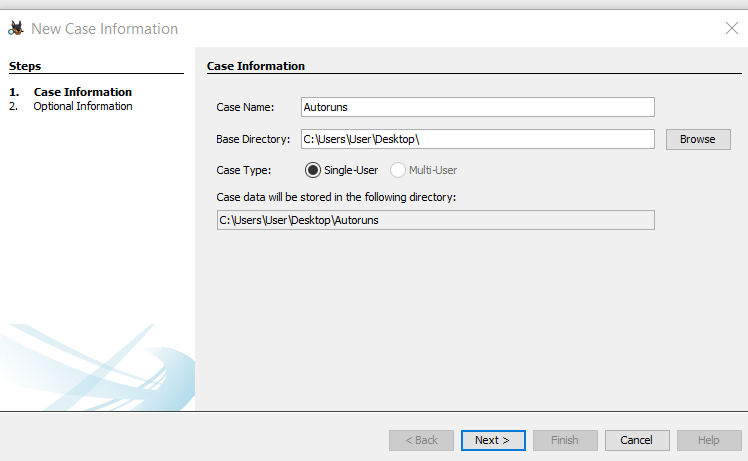 New Case Information
Steps
1. Case Information
2. Optional Information
Case Information
Case Name: Autoruns
Base Directory: C:\Users\User\Desktop\ Browse
Case Type: Single-User Multi-User
Case data will be stored in the following directory:
C:\Users\User\Desktop\Autoruns
< Back Next > Finish Cancel Help